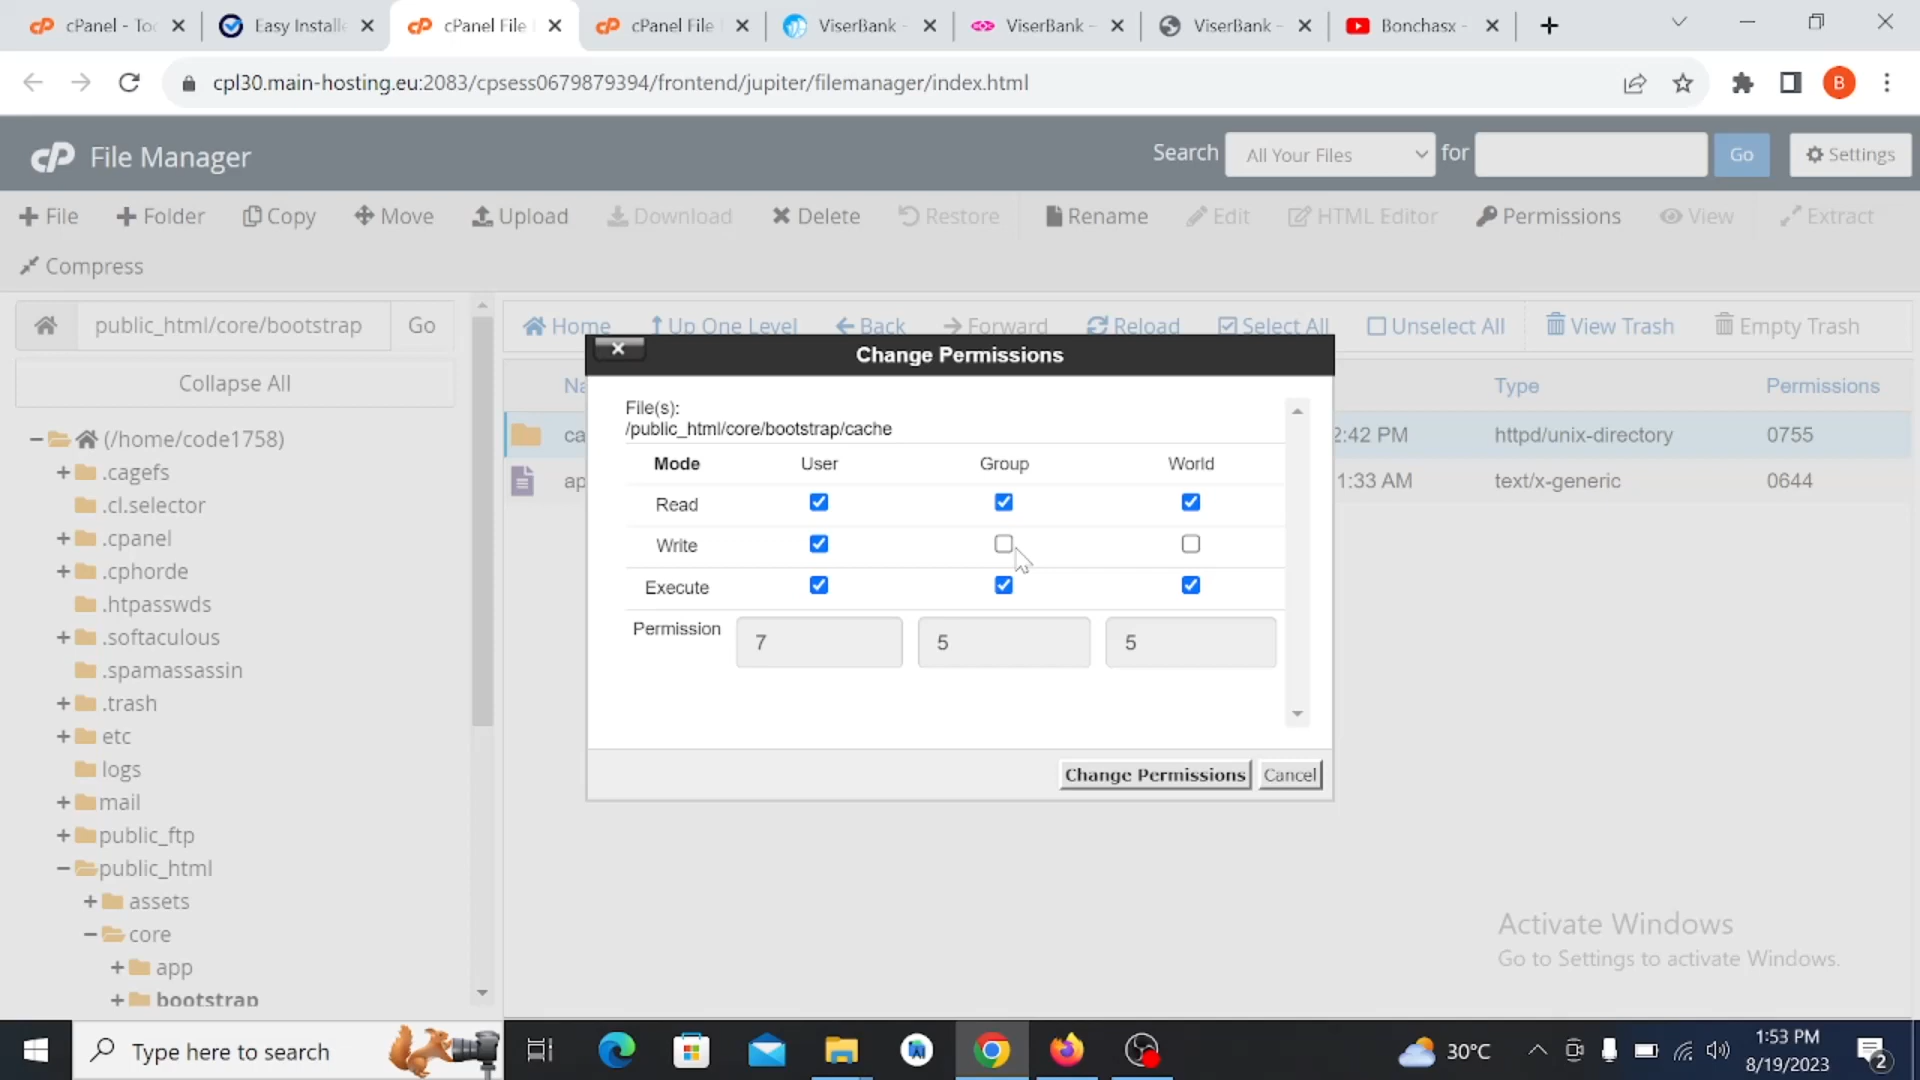 cPanel - Too
Easy Installe
cPanel File
cPanel File
ViserBank -
ViserBank -
ViserBank -
Bonchasx -
cpl30.main-hosting.eu:2083/cpsess0679879394/frontend/jupiter/filemanager/index.html
B
cP File Manager
Search All Your Files for Go Settings
File Folder Copy Move Upload Download Delete Restore Rename Edit HTML Editor Permissions View Extract
Compress
public_html/core/bootstrap Go
Home Up One Level Back Forward Reload Select All Unselect All View Trash Empty Trash
Collapse All
Na Type Permissions
ca 2:42 PM httpd/unix-directory 0755
ap 1:33 AM text/x-generic 0644
(/home/code1758)
.cagefs
.cl.selector
.cpanel
.cphorde
.htpasswds
.softaculous
.spamassassin
.trash
etc
logs
mail
public_ftp
public_html
assets
core
app
bootstrap
Change Permissions
File(s):
/public_html/core/bootstrap/cache
Mode User Group World
Read
Write
Execute
Permission 7 5 5
Change Permissions Cancel
Activate Windows
Go to Settings to activate Windows.
Type here to search
30°C
1:53 PM
8/19/2023
2